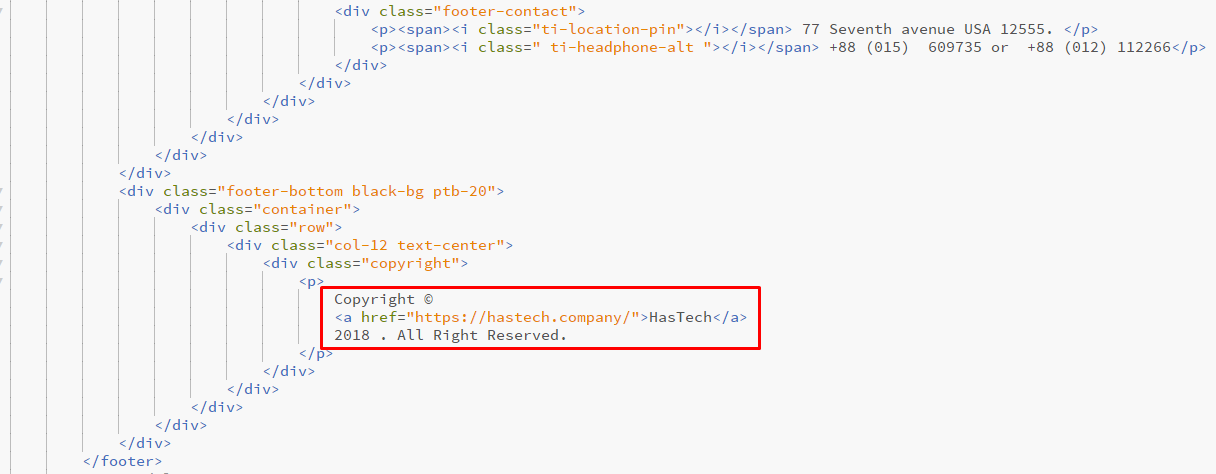 <div class="footer-contact">
<p><span><i class="ti-location-pin"></i></span> 77 Seventh avenue USA 12555. </p>
<p><span><i class=" ti-headphone-alt "></i></span> +88 (015)  609735 or  +88 (012) 112266</p>
</div>
</div>
</div>
</div>
</div>
</div>
</div>
<div class="footer-bottom black-bg ptb-20">
<div class="container">
<div class="row">
<div class="col-12 text-center">
<div class="copyright">
<p>
Copyright ©
<a href="https://hastech.company/">HasTech</a>
2018 . All Right Reserved.
</p>
</div>
</div>
</div>
</div>
</div>
</footer>